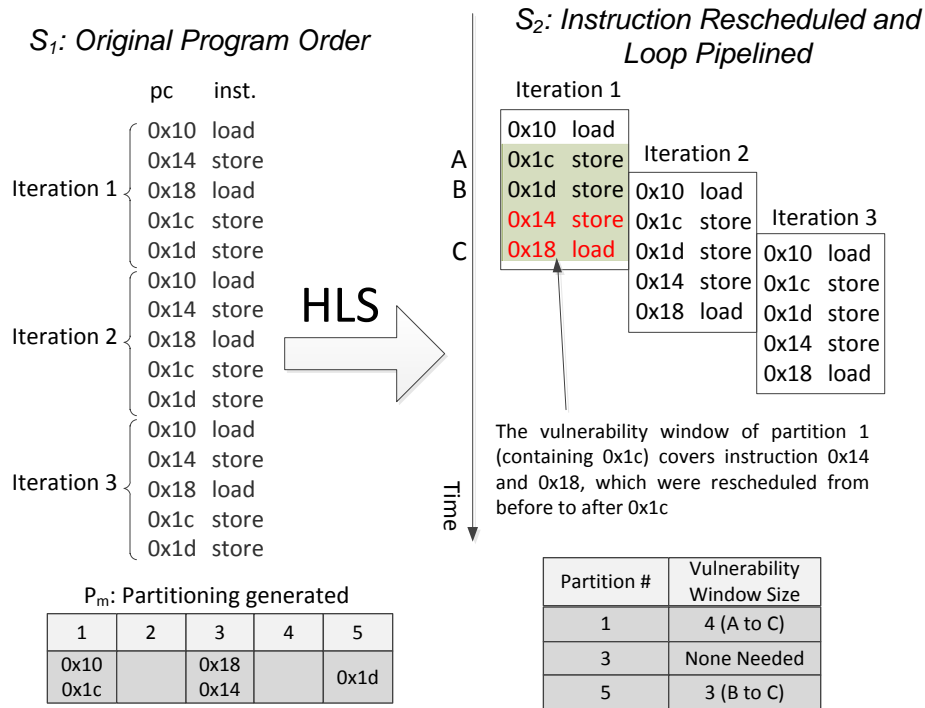 S1: Original Program Order
pc inst.
Iteration 1
0x10 load
0x14 store
0x18 load
0x1c store
0x1d store
Iteration 2
0x10 load
0x14 store
0x18 load
0x1c store
0x1d store
Iteration 3
0x10 load
0x14 store
0x18 load
0x1c store
0x1d store
HLS
S2: Instruction Rescheduled and
Loop Pipelined
Time
A
B
C
Iteration 1
0x10 load
0x1c store
0x1d store
0x14 store
0x18 load
Iteration 2
0x10 load
0x1c store
0x1d store
0x14 store
0x18 load
Iteration 3
0x10 load
0x1c store
0x1d store
0x14 store
0x18 load
The vulnerability window of partition 1
(containing 0x1c) covers instruction 0x14
and 0x18, which were rescheduled from
before to after 0x1c
Pm: Partitioning generated
1 2 3 4 5
0x10 0x18 0x1d
0x1c 0x14
Partition # Vulnerability
Window Size
1 4 (A to C)
3 None Needed
5 3 (B to C)